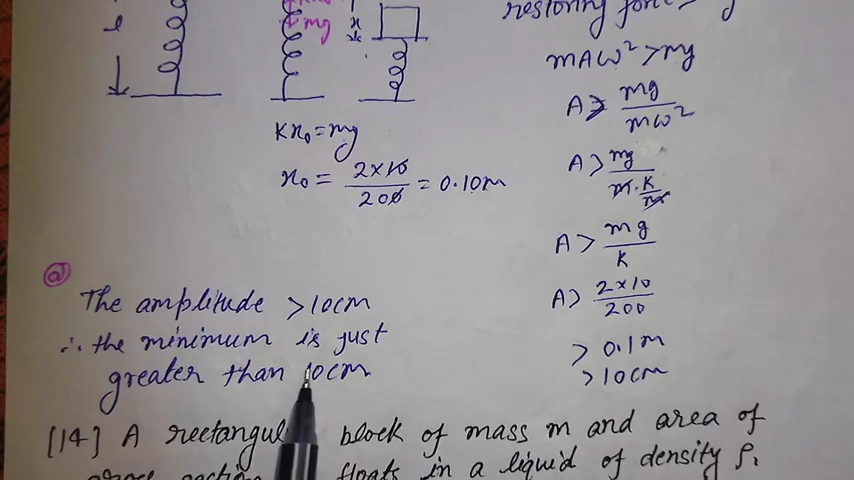 l
mg
x
restoring force >
mAω² > mg
A > mg / mω²
Kx₀ = mg
x₀ = 2×10 / 200 = 0.10m
A > mg / m·K/m
A > mg / K
A > 2×10 / 200
> 0.1m
> 10cm
(a)
The amplitude > 10cm
∴ the minimum is just
greater than 10cm
[14] A rectangul block of mass m and area of
floats in a liquid of density ρ₁